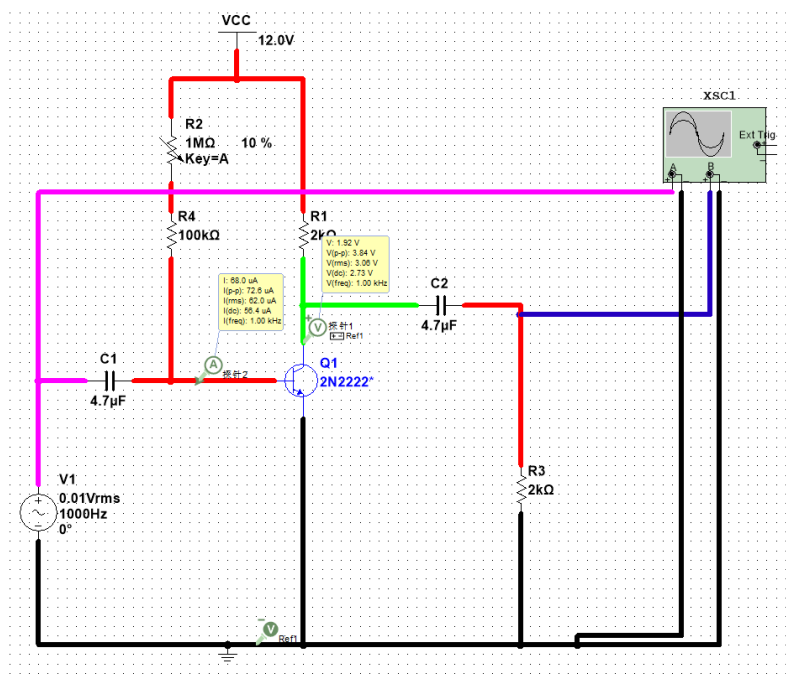 VCC
12.0V
XSC1
Ext Trig
+
-
A
B
+
-
+
-
R2
1MΩ
10 %
Key=A
R4
100kΩ
R1
2kΩ
V: 1.92 V
V(p-p): 3.84 V
V(rms): 3.06 V
V(dc): 2.73 V
V(freq): 1.00 kHz
I: 68.0 uA
I(p-p): 72.6 uA
I(rms): 62.0 uA
I(dc): 56.4 uA
I(freq): 1.00 kHz
C2
4.7µF
V
探针1
Ref1
C1
4.7µF
A
探针2
Q1
2N2222*
V1
0.01Vrms
1000Hz
0°
R3
2kΩ
V
Ref1